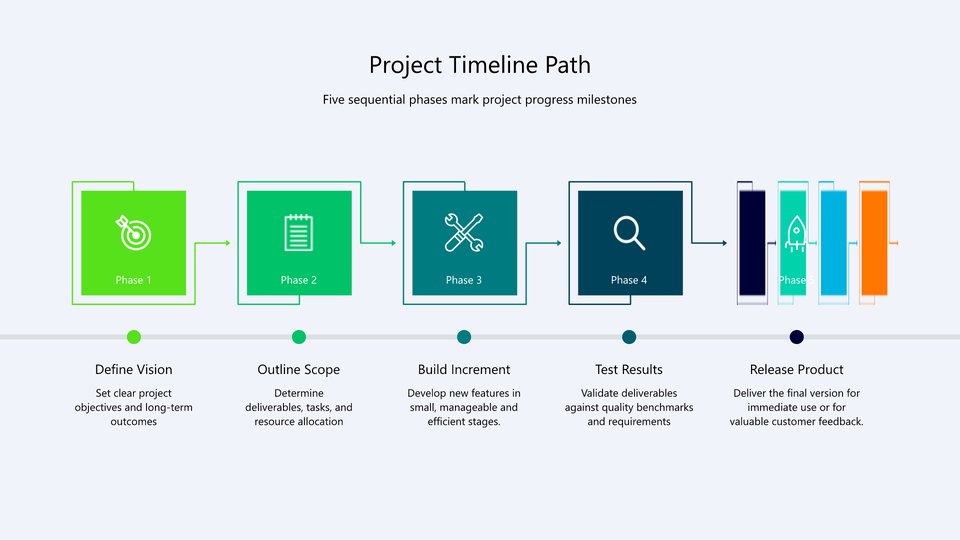 Project Timeline Path
Five sequential phases mark project progress milestones
Phase 1
Phase 2
Phase 3
Phase 4
Phase
Define Vision
Set clear project
objectives and long-term
outcomes
Outline Scope
Determine
deliverables, tasks, and
resource allocation
Build Increment
Develop new features in
small, manageable and
efficient stages.
Test Results
Validate deliverables
against quality benchmarks
and requirements
Release Product
Deliver the final version for
immediate use or for
valuable customer feedback.